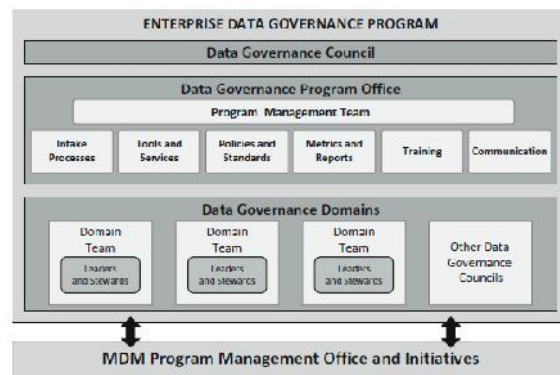 ENTERPRISE DATA GOVERNANCE PROGRAM
Data Governance Council
Data Governance Program Office
Program Management Team
Intake
Processes
Tools and
Services
Policies and
Standards
Metrics and
Reports
Training
Communication
Data Governance Domains
Domain
Team
Leaders
and Stewards
Domain
Team
Leaders
and Stewards
Domain
Team
Leaders
and Stewards
Other Data
Governance
Councils
MDM Program Management Office and Initiatives